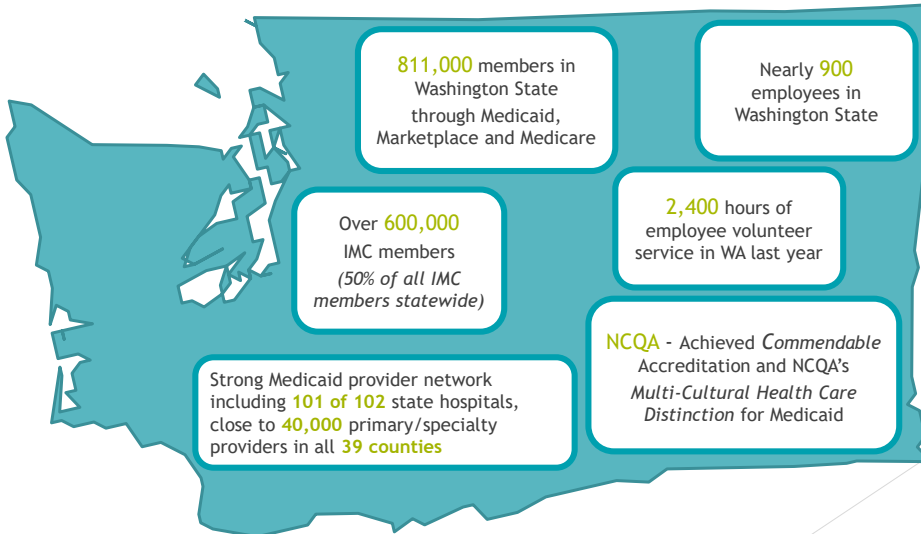 811,000 members in
Washington State
through Medicaid,
Marketplace and Medicare
Nearly 900
employees in
Washington State
Over 600,000
IMC members
(50% of all IMC
members statewide)
2,400 hours of
employee volunteer
service in WA last year
NCQA - Achieved Commendable
Accreditation and NCQA’s
Multi-Cultural Health Care
Distinction for Medicaid
Strong Medicaid provider network
including 101 of 102 state hospitals,
close to 40,000 primary/specialty
providers in all 39 counties